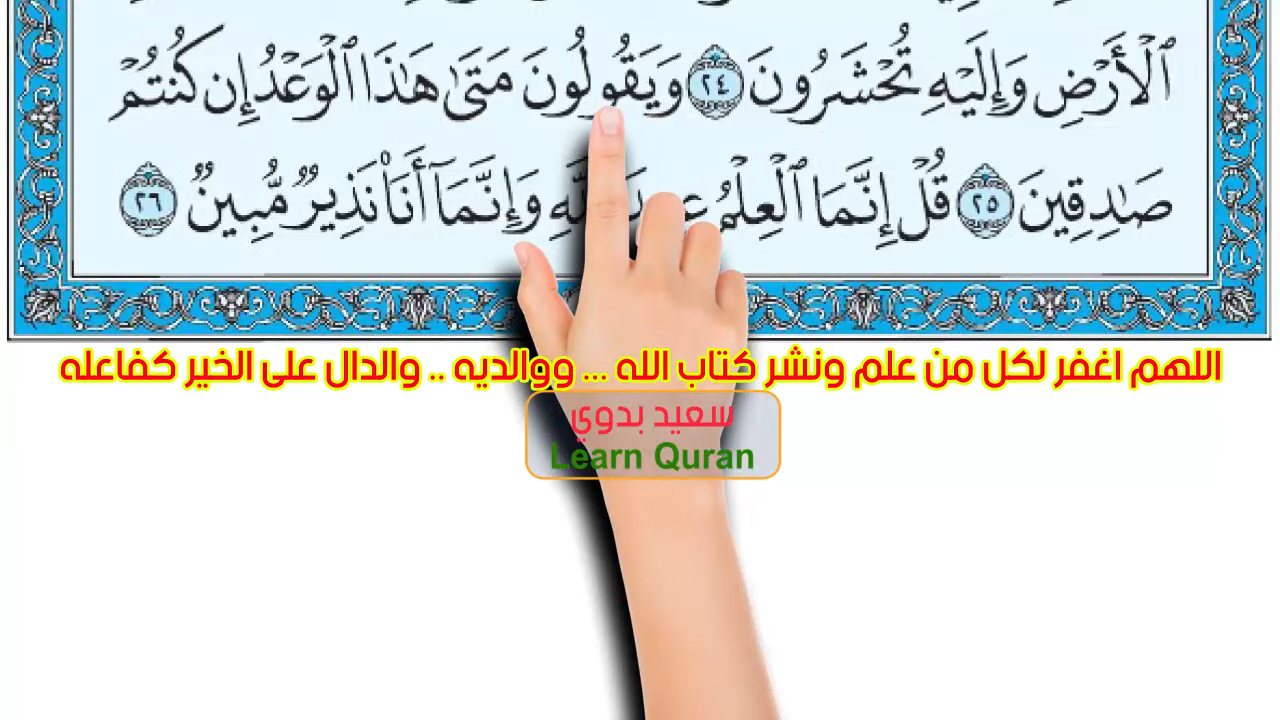 ٱلْأَرْضِ وَإِلَيْهِ تُحْشَرُونَ ٢٤ وَيَقُولُونَ مَتَىٰ هَٰذَا ٱلْوَعْدُ إِن كُنتُمْ
صَٰدِقِينَ ٢٥ قُلْ إِنَّمَا ٱلْعِلْمُ وَإِنَّمَآ أَنَا۠ نَذِيرٌ مُّبِينٌ ٢٦
اللهم اغفر لكل من علم ونشر كتاب الله ... ووالديه .. والدال على الخير كفاعله
سعيد بدوي
Learn Quran